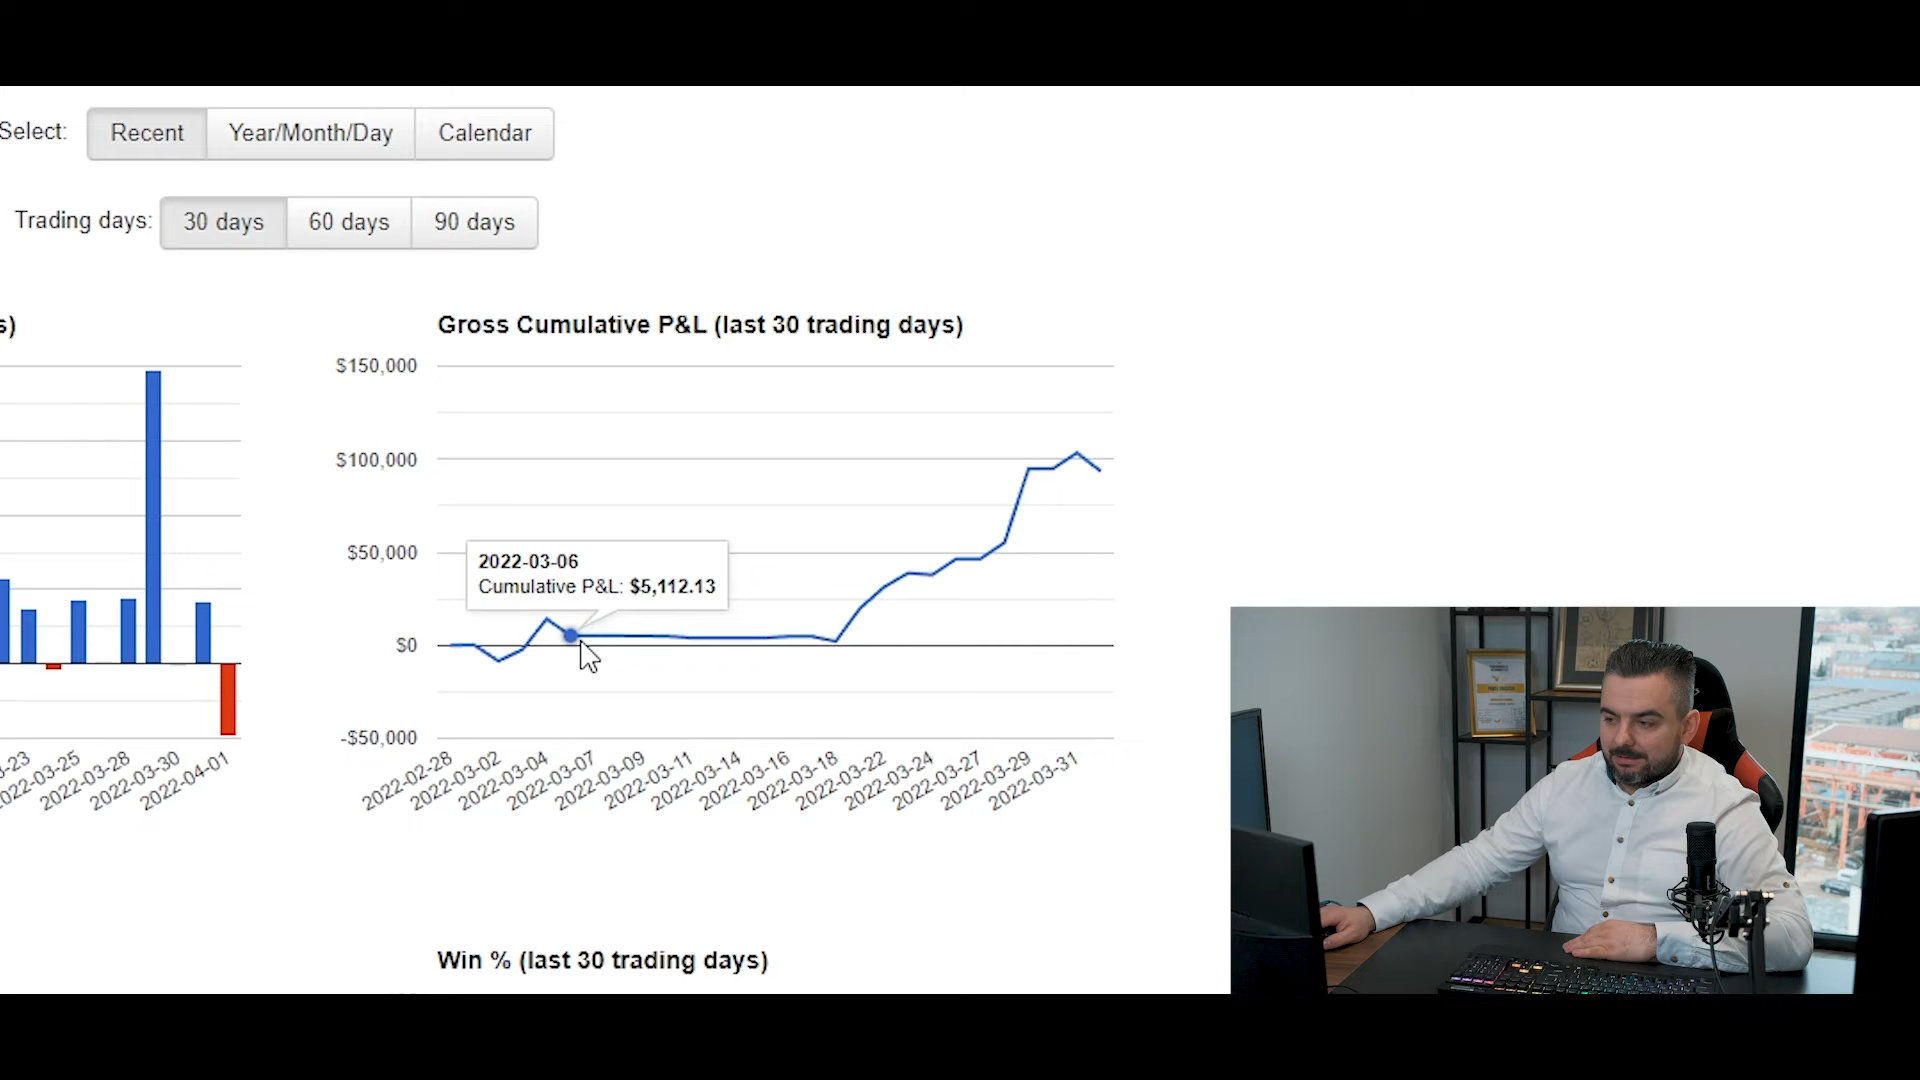 Select:
Recent
Year/Month/Day
Calendar
Trading days:
30 days
60 days
90 days
s)
Gross Cumulative P&L (last 30 trading days)
$150,000
$100,000
$50,000
$0
-$50,000
2022-03-06
Cumulative P&L: $5,112.13
-23
2022-03-25
2022-03-28
2022-03-30
2022-04-01
2022-02-28
2022-03-02
2022-03-04
2022-03-07
2022-03-09
2022-03-11
2022-03-14
2022-03-16
2022-03-18
2022-03-22
2022-03-24
2022-03-27
2022-03-29
2022-03-31
Win % (last 30 trading days)